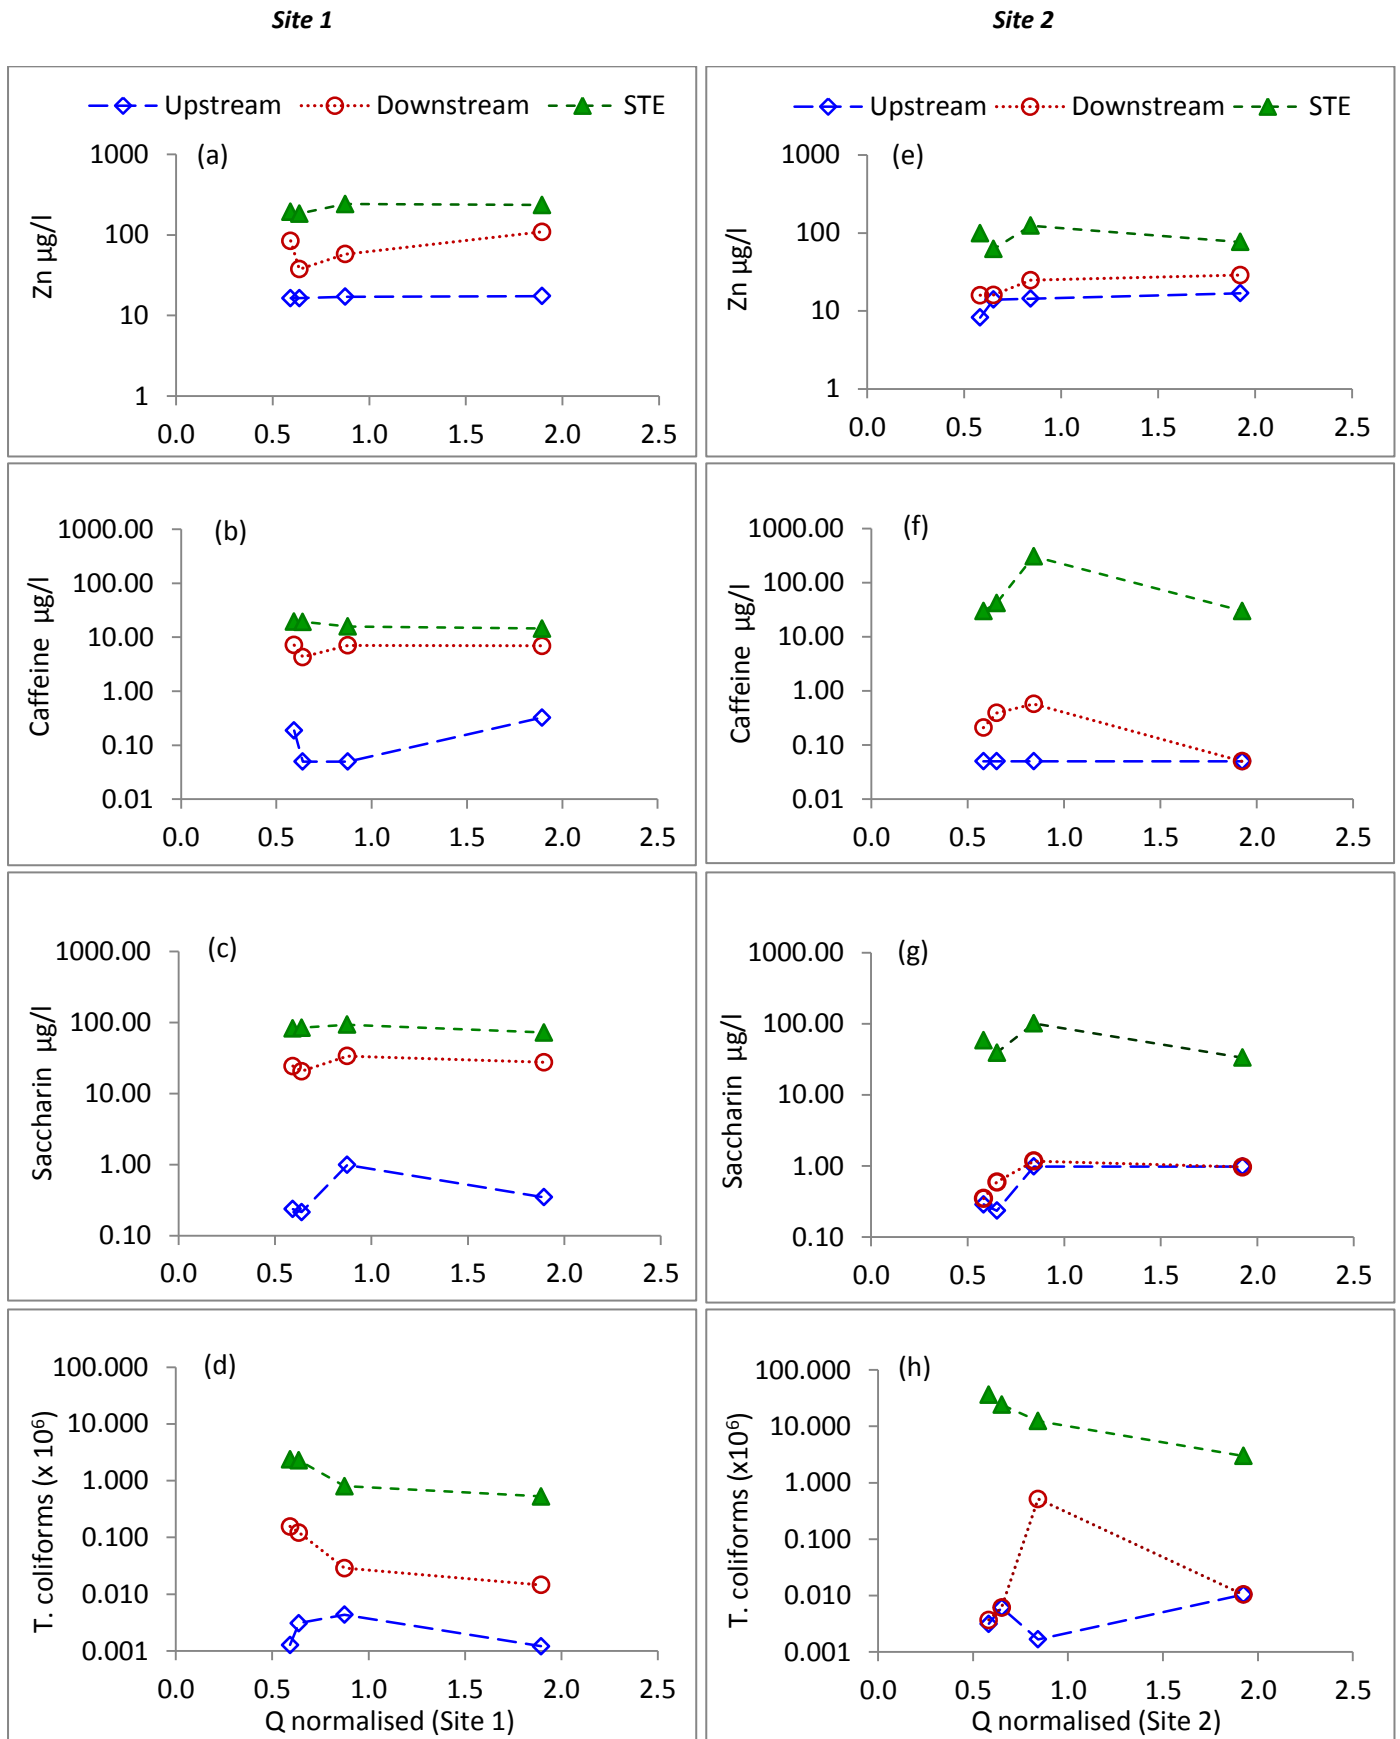 Site 1
Site 2
Upstream Downstream STE
(a)
Zn µg/l
1000
100
10
1
0.0 0.5 1.0 1.5 2.0 2.5
Upstream Downstream STE
(e)
Zn µg/l
1000
100
10
1
0.0 0.5 1.0 1.5 2.0 2.5
(b)
Caffeine µg/l
1000.00
100.00
10.00
1.00
0.10
0.01
0.0 0.5 1.0 1.5 2.0 2.5
(f)
Caffeine µg/l
1000.00
100.00
10.00
1.00
0.10
0.01
0.0 0.5 1.0 1.5 2.0 2.5
(c)
Saccharin µg/l
1000.00
100.00
10.00
1.00
0.10
0.0 0.5 1.0 1.5 2.0 2.5
(g)
Saccharin µg/l
1000.00
100.00
10.00
1.00
0.10
0.0 0.5 1.0 1.5 2.0 2.5
(d)
T. coliforms (x 10⁶)
100.000
10.000
1.000
0.100
0.010
0.001
0.0 0.5 1.0 1.5 2.0 2.5
Q normalised (Site 1)
(h)
T. coliforms (x10⁶)
100.000
10.000
1.000
0.100
0.010
0.001
0.0 0.5 1.0 1.5 2.0 2.5
Q normalised (Site 2)